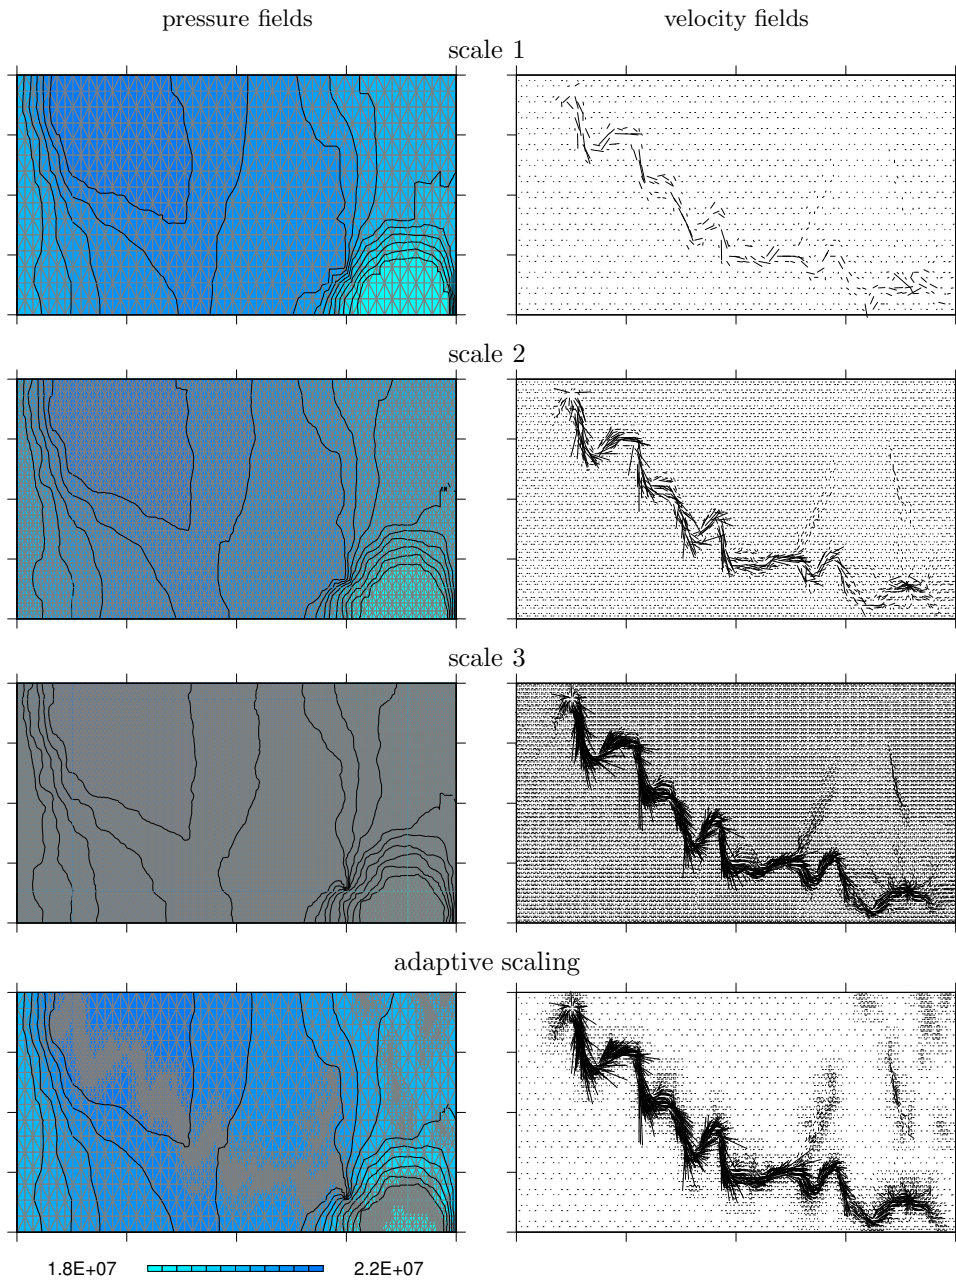 pressure fields
velocity fields
scale 1
scale 2
scale 3
adaptive scaling
1.8E+07
2.2E+07